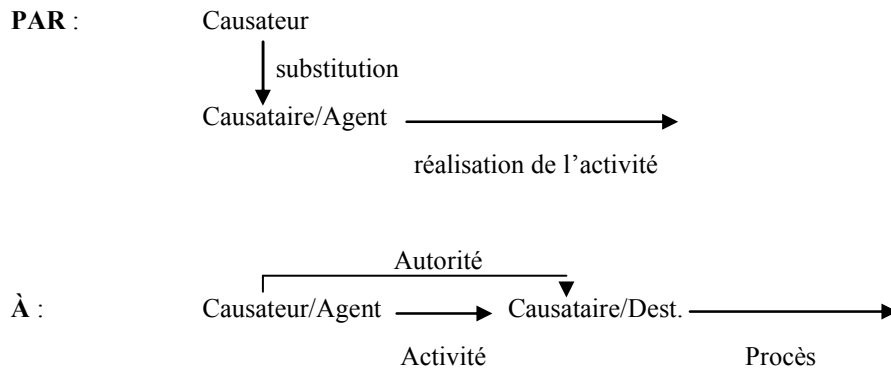 PAR : Causateur
substitution
Causataire/Agent
réalisation de l’activité
Autorité
À : Causateur/Agent Causataire/Dest.
Activité Procès